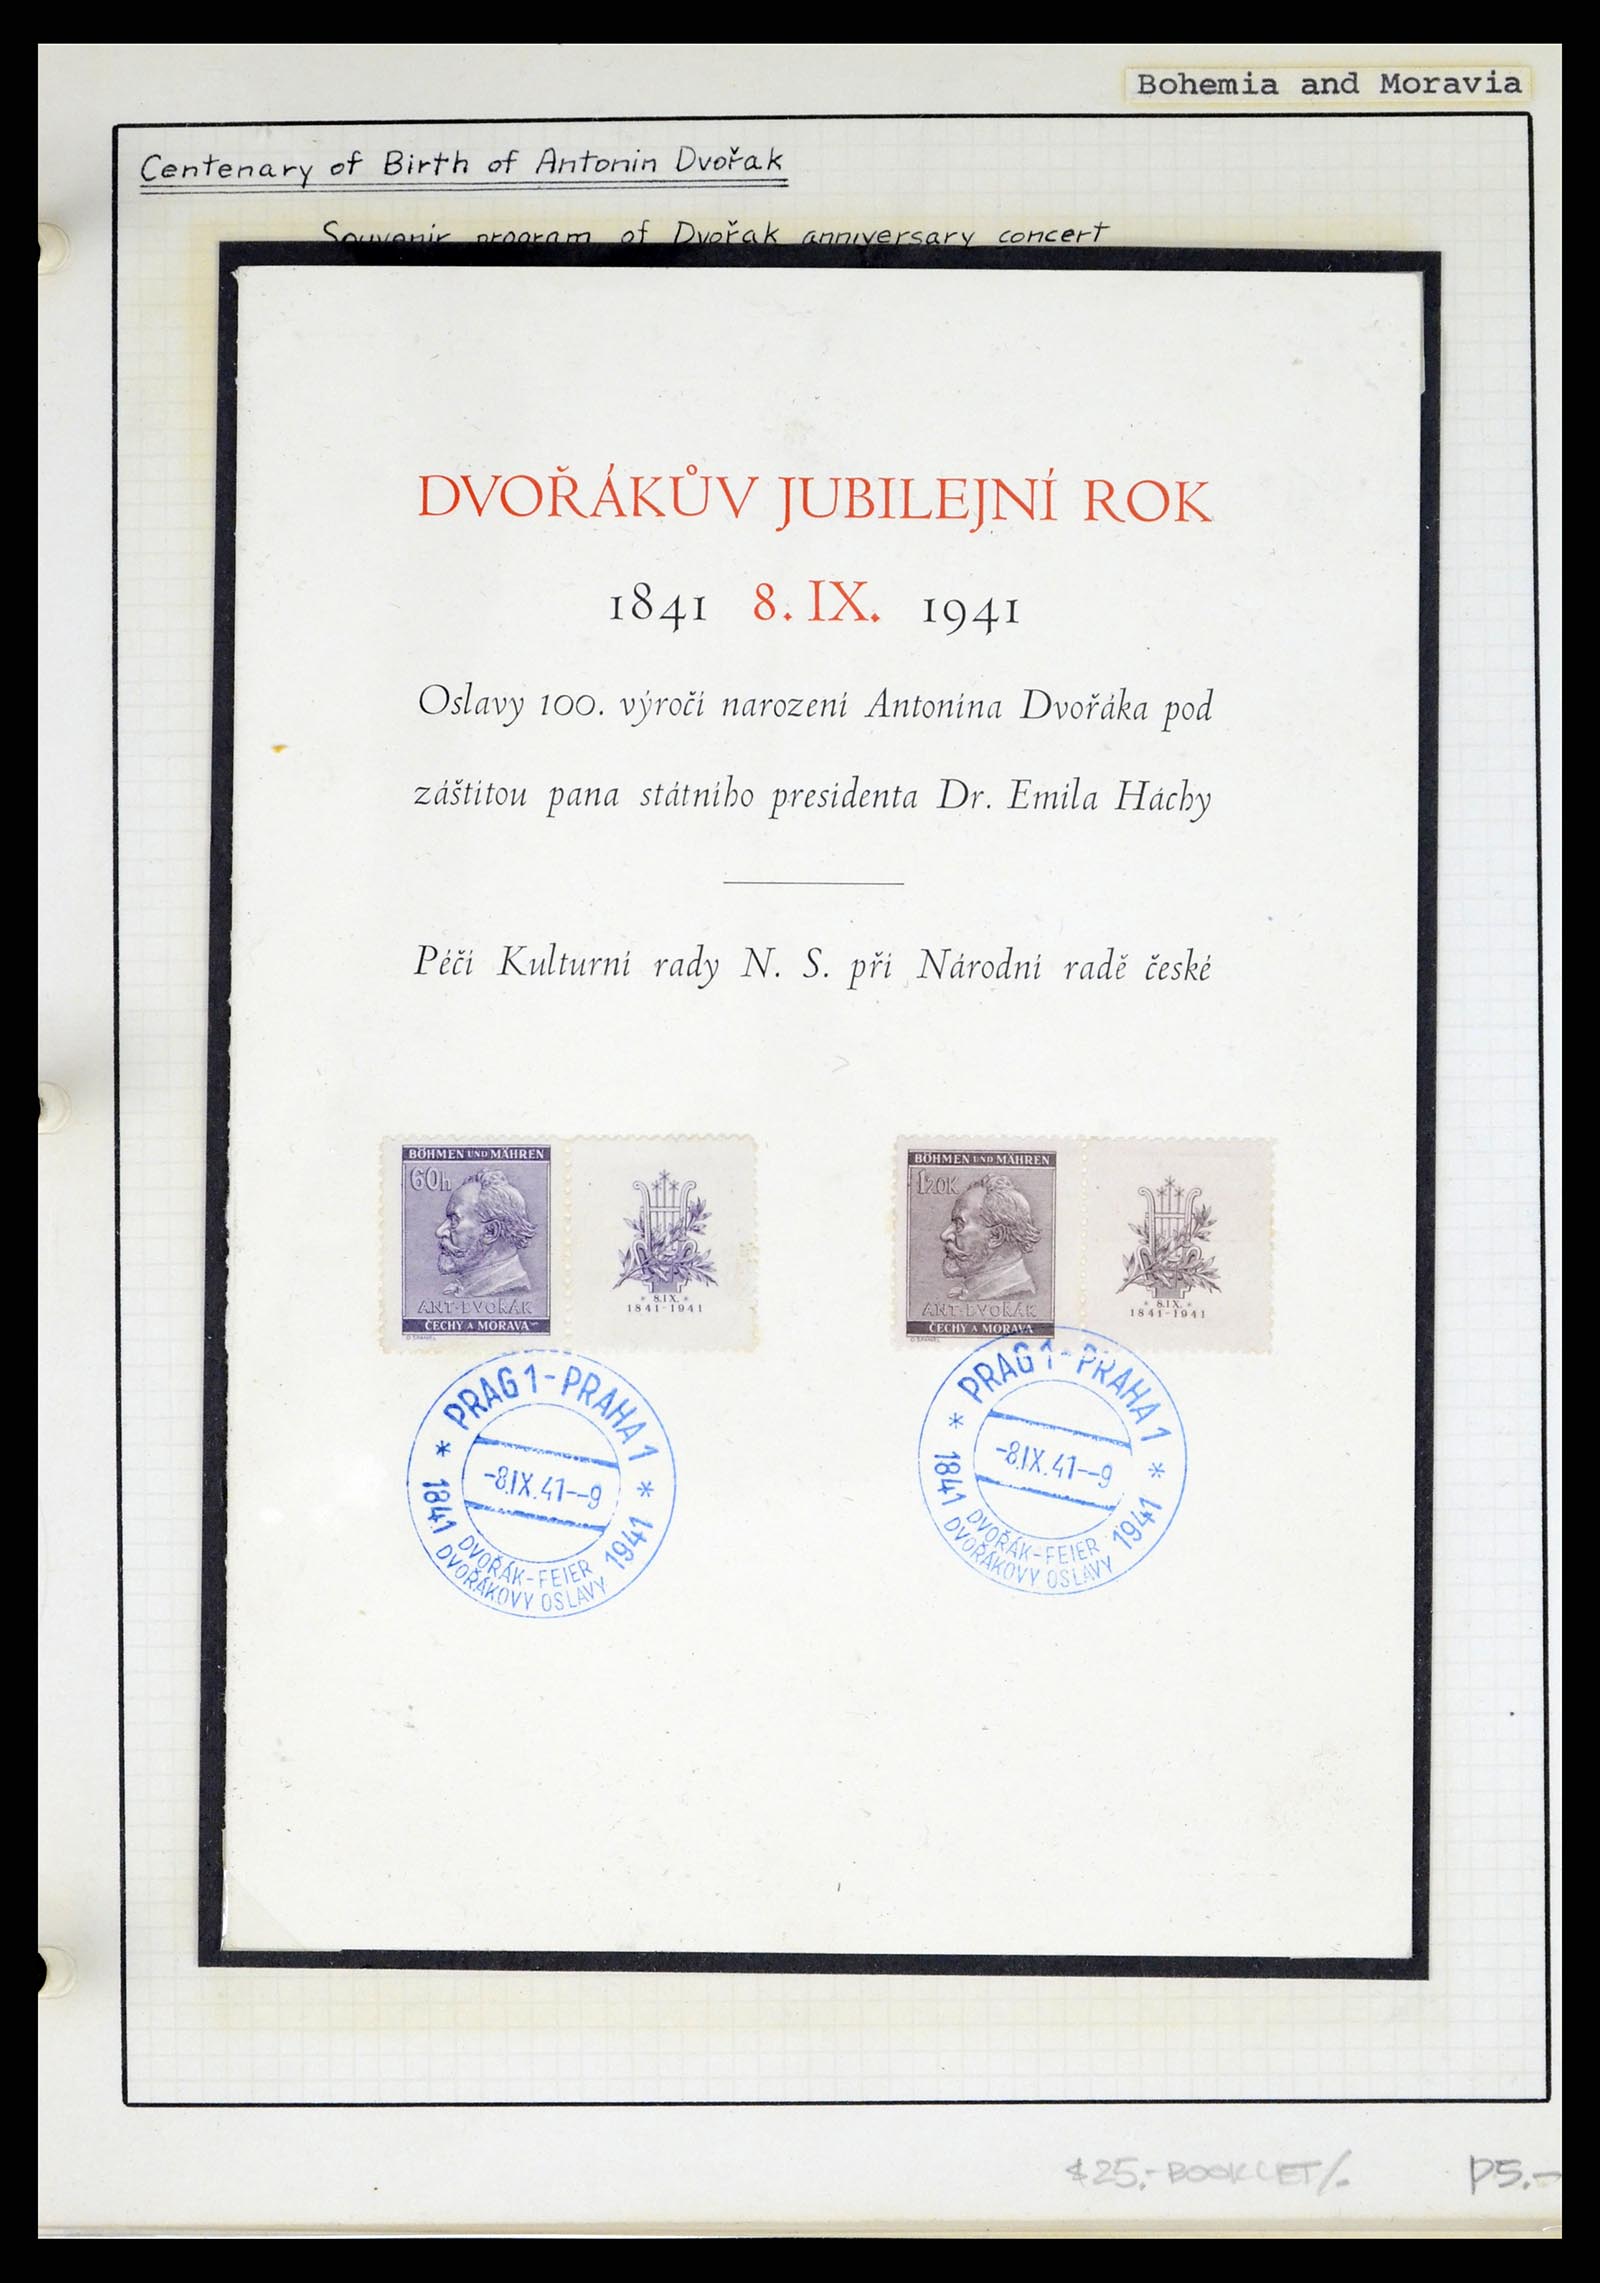 Bohemia and Moravia
Centenary of Birth of Antonin Dvořak
Souvenir program of Dvořak anniversary concert
DVOŘÁKŮV JUBILEJNÍ ROK
1841 8. IX. 1941
Oslavy 100. výročí narození Antonína Dvořáka pod
záštitou pana státního presidenta Dr. Emila Háchy
Péčí Kulturní rady N. S. při Národní radě české
BÖHMEN UND MÄHREN
60h
ANT·DVOŘÁK
ČECHY A MORAVA
8.IX.
1841-1941
BÖHMEN UND MÄHREN
1.20K
ANT·DVOŘÁK
ČECHY A MORAVA
8.IX.
1841-1941
PRAG 1 - PRAHA 1
-8.IX.41--9
1841 1941
DVOŘÁK-FEIER
DVOŘÁKOVY OSLAVY
PRAG 1 - PRAHA 1
-8.IX.41--9
1841 1941
DVOŘÁK-FEIER
DVOŘÁKOVY OSLAVY
$25.- BOOKLET/. P5.-